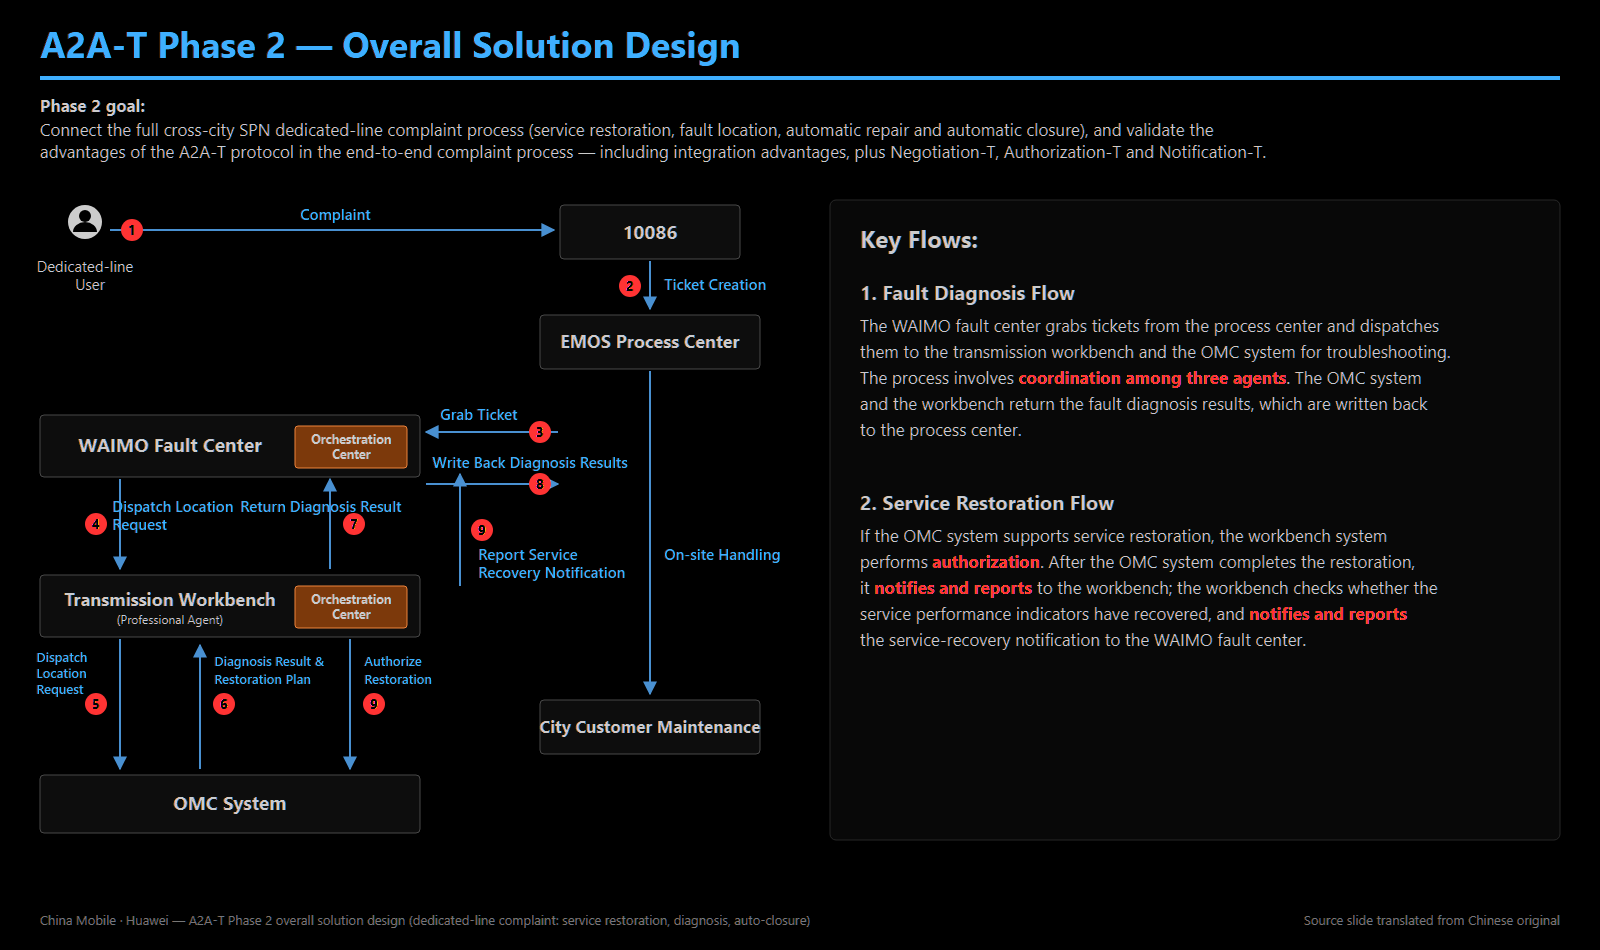 A2A-T Phase 2 — Overall Solution Design
Phase 2 goal:
Connect the full cross-city SPN dedicated-line complaint process (service restoration, fault location, automatic repair and automatic closure), and validate the
advantages of the A2A-T protocol in the end-to-end complaint process — including integration advantages, plus Negotiation-T, Authorization-T and Notification-T.
1
Complaint
10086
Dedicated-line
User
2
Ticket Creation
EMOS Process Center
Grab Ticket
3
WAIMO Fault Center
Orchestration
Center
Write Back Diagnosis Results
8
4
Dispatch Location
Request
Return Diagnosis Result
7
9
Report Service
Recovery Notification
On-site Handling
Transmission Workbench
(Professional Agent)
Orchestration
Center
Dispatch
Location
Request
5
Diagnosis Result &
Restoration Plan
6
Authorize
Restoration
9
City Customer Maintenance
OMC System
Key Flows:
1. Fault Diagnosis Flow
The WAIMO fault center grabs tickets from the process center and dispatches
them to the transmission workbench and the OMC system for troubleshooting.
The process involves coordination among three agents. The OMC system
and the workbench return the fault diagnosis results, which are written back
to the process center.
2. Service Restoration Flow
If the OMC system supports service restoration, the workbench system
performs authorization. After the OMC system completes the restoration,
it notifies and reports to the workbench; the workbench checks whether the
service performance indicators have recovered, and notifies and reports
the service-recovery notification to the WAIMO fault center.
China Mobile · Huawei — A2A-T Phase 2 overall solution design (dedicated-line complaint: service restoration, diagnosis, auto-closure)
Source slide translated from Chinese original